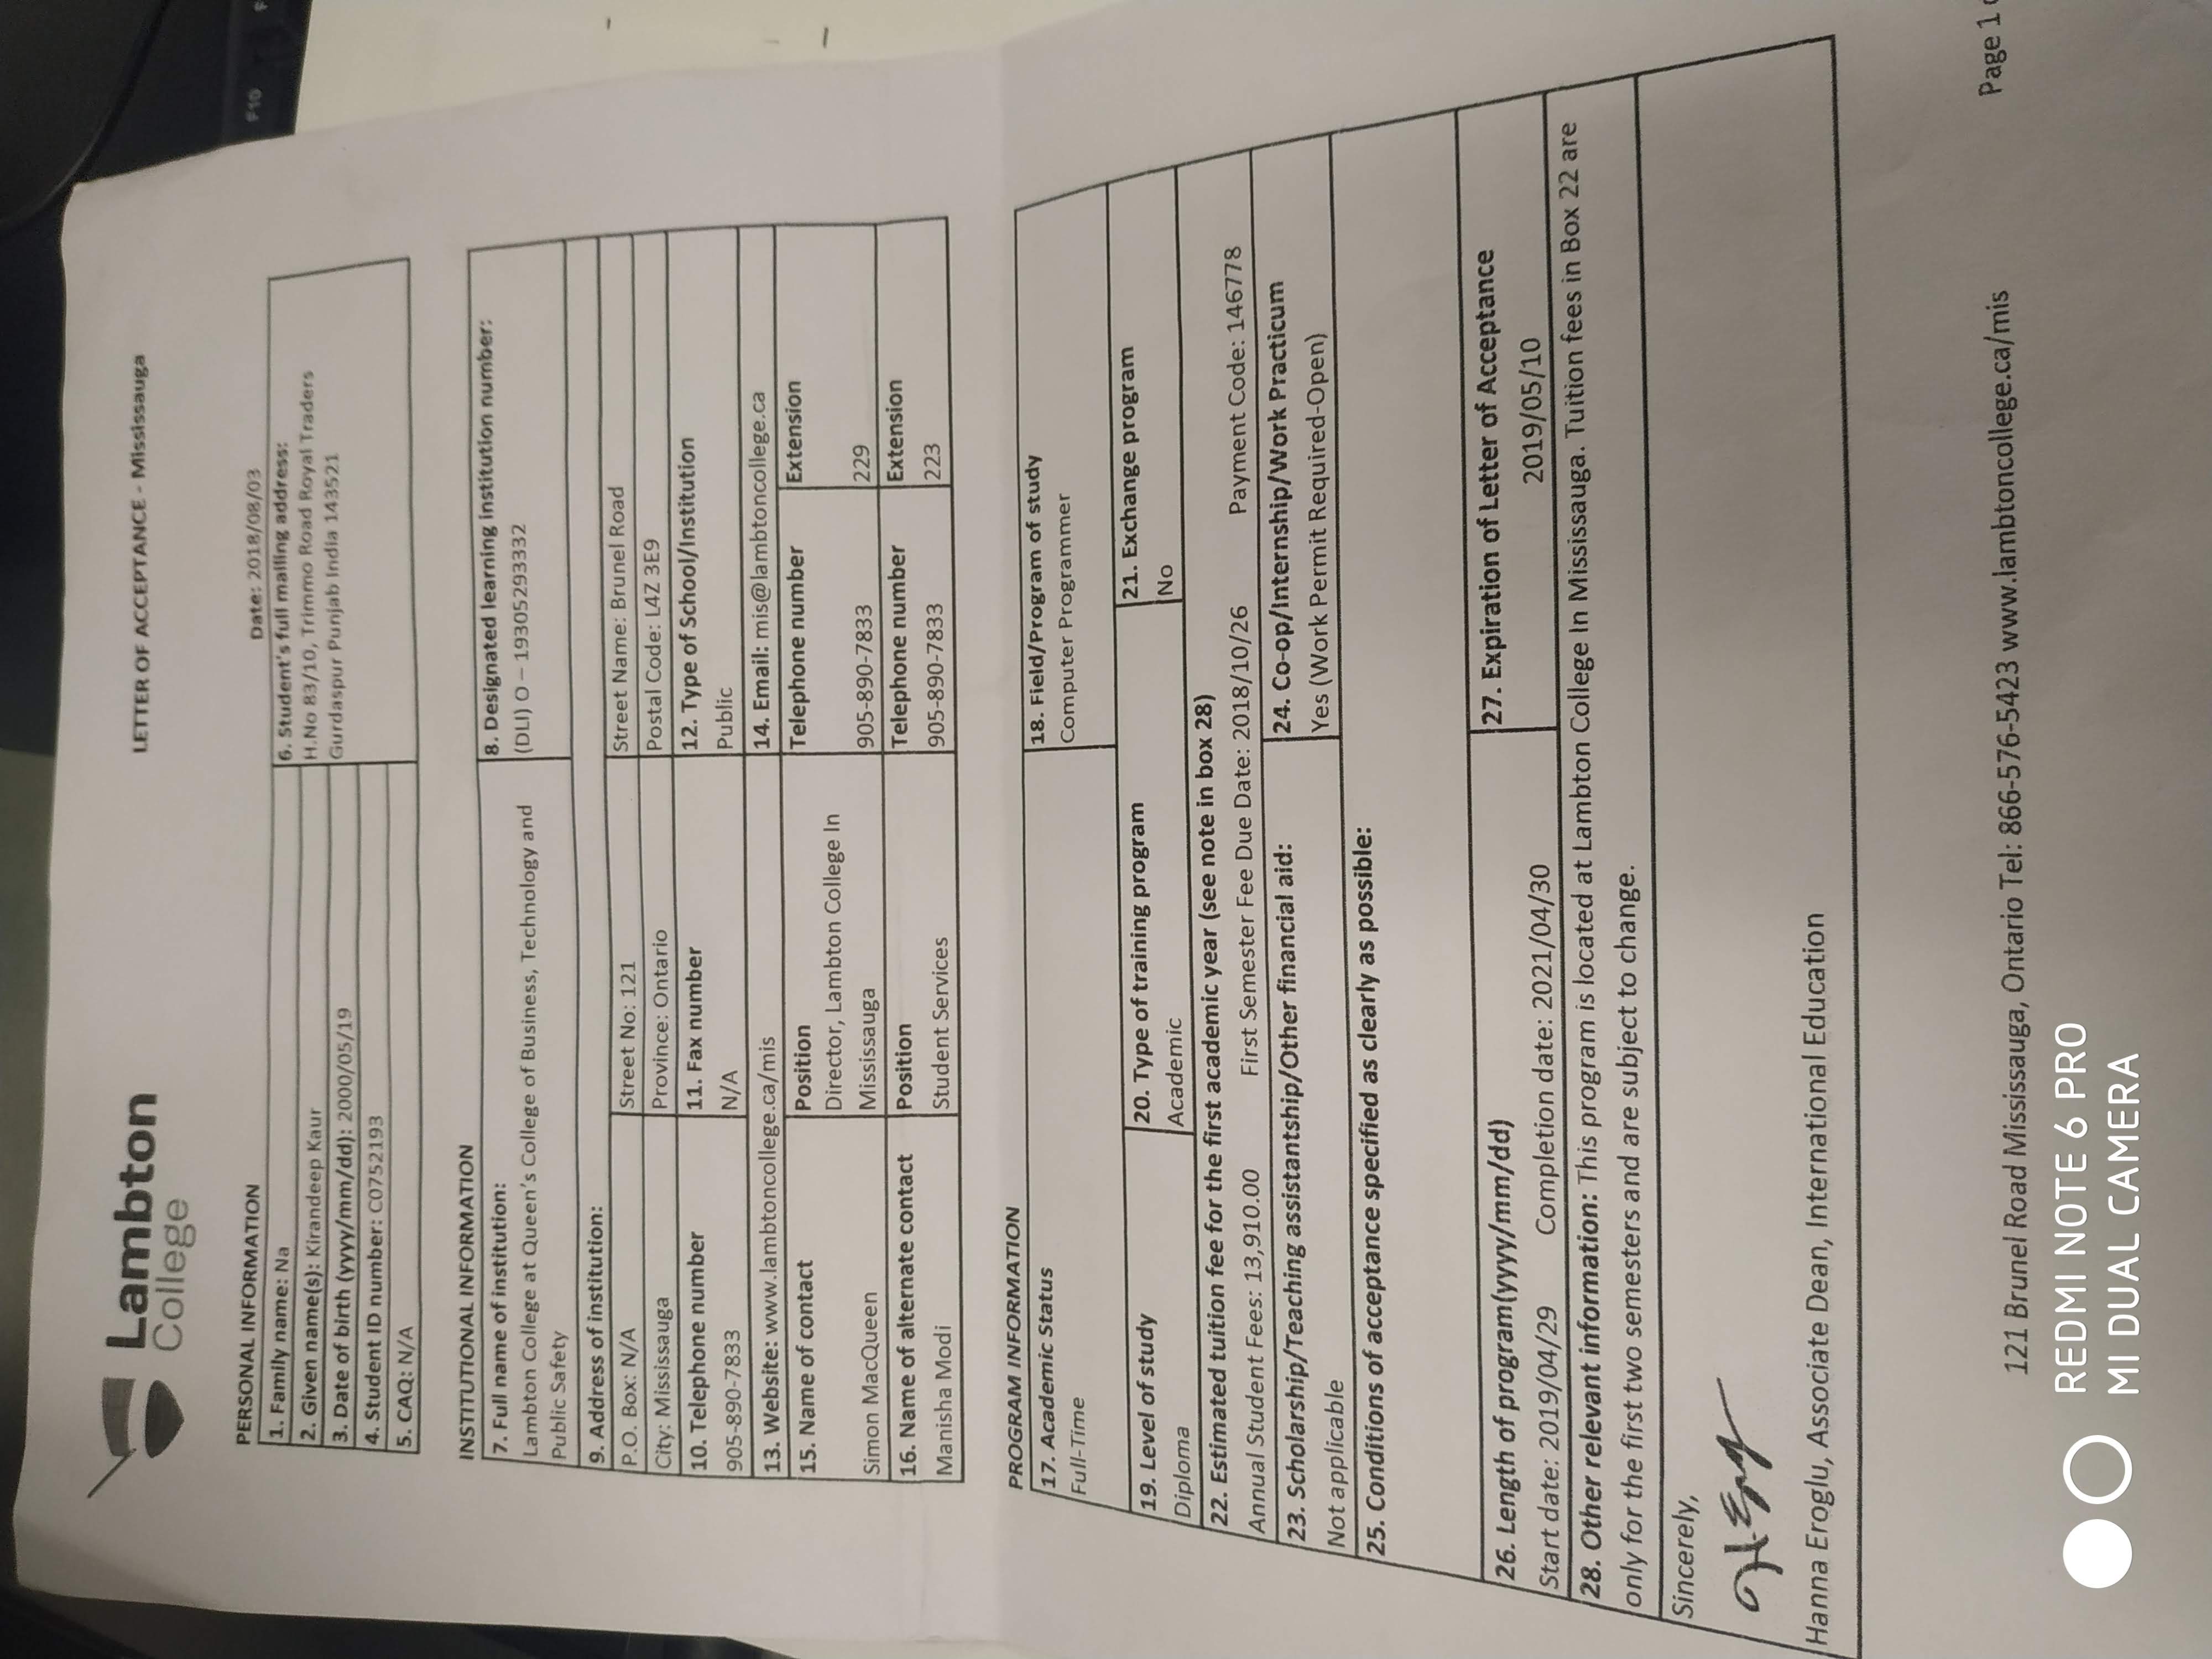 Lambton
College
LETTER OF ACCEPTANCE - Mississauga
PERSONAL INFORMATION
Date: 2018/08/03
1. Family name: Na
2. Given name(s): Kirandeep Kaur
3. Date of birth (yyyy/mm/dd): 2000/05/19
4. Student ID number: C0752193
5. CAQ: N/A
6. Student's full mailing address:
H.No 83/10, Trimmo Road Royal Traders
Gurdaspur Punjab India 143521
INSTITUTIONAL INFORMATION
7. Full name of institution:
Lambton College at Queen's College of Business, Technology and
Public Safety
8. Designated learning institution number:
(DLI) O – 19305293332
9. Address of institution:
P.O. Box: N/A
Street No: 121
Street Name: Brunel Road
City: Mississauga
Province: Ontario
Postal Code: L4Z 3E9
10. Telephone number
905-890-7833
11. Fax number
N/A
12. Type of School/Institution
Public
13. Website: www.lambtoncollege.ca/mis
14. Email: mis@lambtoncollege.ca
15. Name of contact
Simon MacQueen
Position
Director, Lambton College In
Mississauga
Telephone number
905-890-7833
Extension
229
16. Name of alternate contact
Manisha Modi
Position
Student Services
Telephone number
905-890-7833
Extension
223
PROGRAM INFORMATION
17. Academic Status
Full-Time
18. Field/Program of study
Computer Programmer
19. Level of study
Diploma
20. Type of training program
Academic
21. Exchange program
No
22. Estimated tuition fee for the first academic year (see note in box 28)
Annual Student Fees: 13,910.00 First Semester Fee Due Date: 2018/10/26 Payment Code: 146778
23. Scholarship/Teaching assistantship/Other financial aid:
Not applicable
24. Co-op/Internship/Work Practicum
Yes (Work Permit Required-Open)
25. Conditions of acceptance specified as clearly as possible:
26. Length of program(yyyy/mm/dd)
Start date: 2019/04/29 Completion date: 2021/04/30
27. Expiration of Letter of Acceptance
2019/05/10
28. Other relevant information: This program is located at Lambton College In Mississauga. Tuition fees in Box 22 are
only for the first two semesters and are subject to change.
Sincerely,
Hanna Eroglu, Associate Dean, International Education
121 Brunel Road Mississauga, Ontario Tel: 866-576-5423 www.lambtoncollege.ca/mis
Page 1
REDMI NOTE 6 PRO
MI DUAL CAMERA
F10